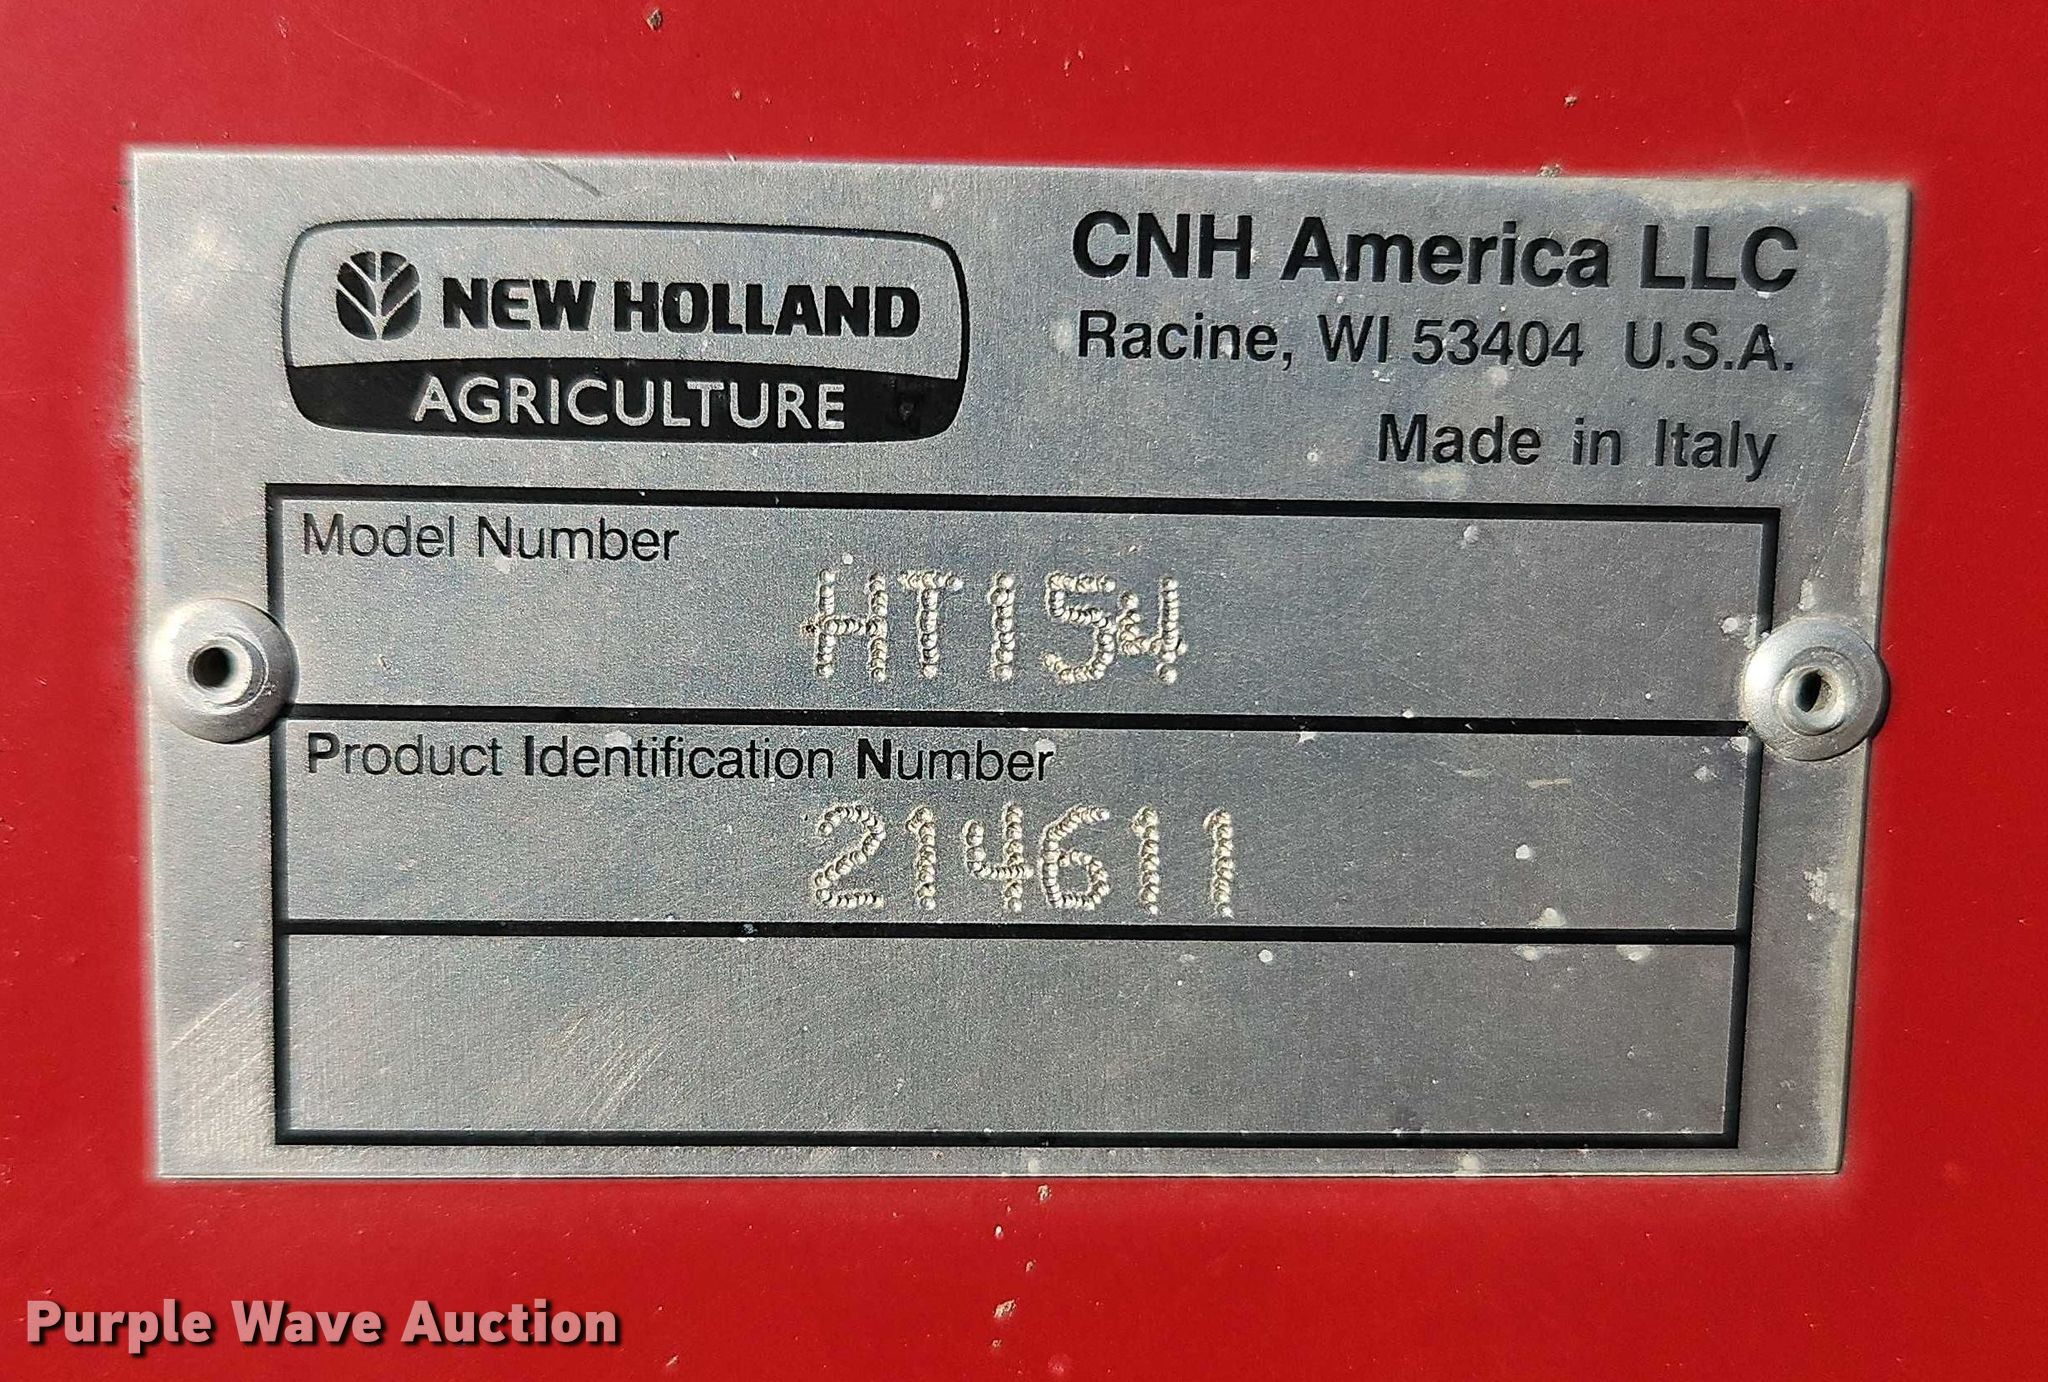 NEW HOLLAND
AGRICULTURE
CNH America LLC
Racine, WI 53404 U.S.A.
Made in Italy
Model Number
HT154
Product Identification Number
214611
Purple Wave Auction